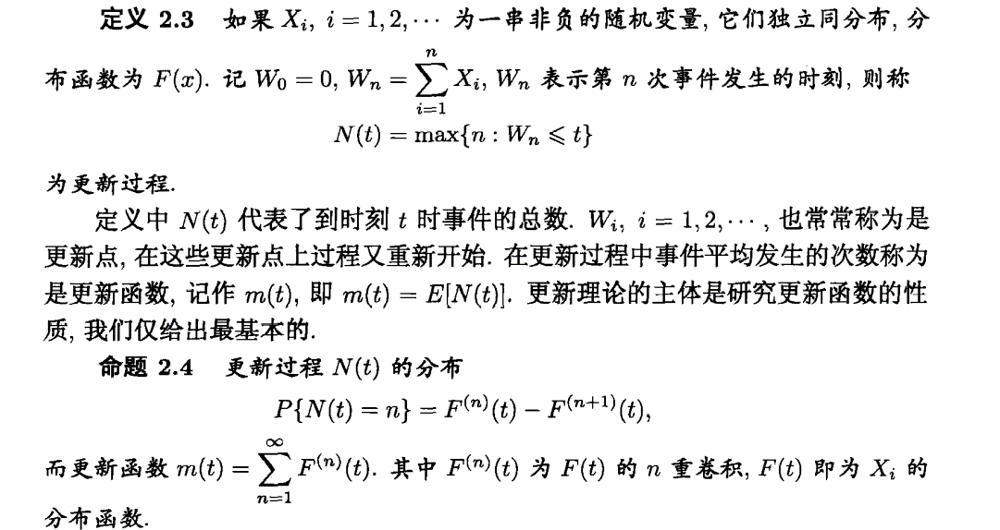 定义 2.3 如果 X_i, i = 1, 2, ⋯ 为一串非负的随机变量, 它们独立同分布, 分
布函数为 F(x). 记 W_0 = 0, W_n = \sum_{i=1}^{n} X_i, W_n 表示第 n 次事件发生的时刻, 则称
N(t) = max{n : W_n ⩽ t}
为更新过程.
定义中 N(t) 代表了到时刻 t 时事件的总数. W_i, i = 1, 2, ⋯ , 也常常称为是
更新点, 在这些更新点上过程又重新开始. 在更新过程中事件平均发生的次数称为
是更新函数, 记作 m(t), 即 m(t) = E[N(t)]. 更新理论的主体是研究更新函数的性
质, 我们仅给出最基本的.
命题 2.4 更新过程 N(t) 的分布
P{N(t) = n} = F^{(n)}(t) − F^{(n+1)}(t),
而更新函数 m(t) = \sum_{n=1}^{∞} F^{(n)}(t). 其中 F^{(n)}(t) 为 F(t) 的 n 重卷积, F(t) 即为 X_i 的
分布函数.